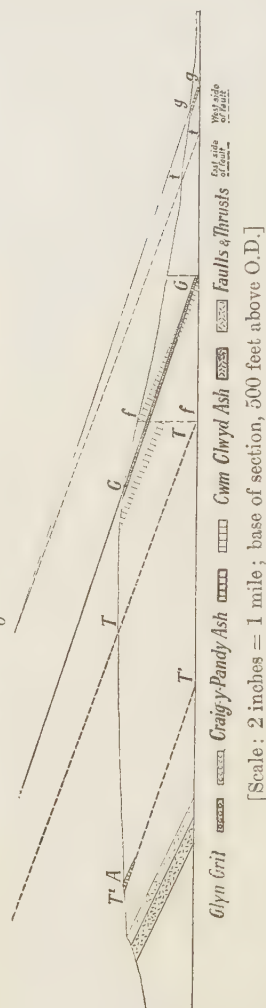 T' A
T
G
f
T'
T
f
G
t
t
g
g
East side of fault
West side of fault
Glyn Grit Craig-y-Pandy Ash Cwm Clwyd Ash Faults & Thrusts
[Scale: 2 inches = 1 mile; base of section, 500 feet above O.D.]